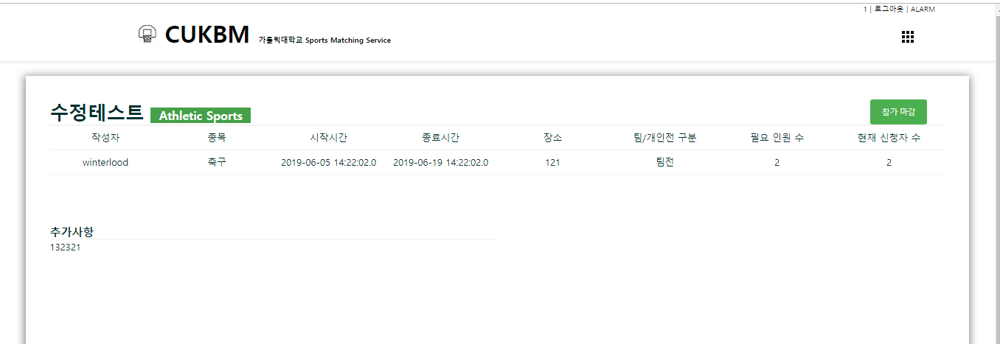 1 | 로그아웃 | ALARM
CUKBM 가톨릭대학교 Sports Matching Service
수정테스트 Athletic Sports 참가 마감
작성자 종목 시작시간 종료시간 장소 팀/개인전 구분 필요 인원 수 현재 신청자 수
winterlood 축구 2019-06-05 14:22:02.0 2019-06-19 14:22:02.0 121 팀전 2 2
추가사항
132321